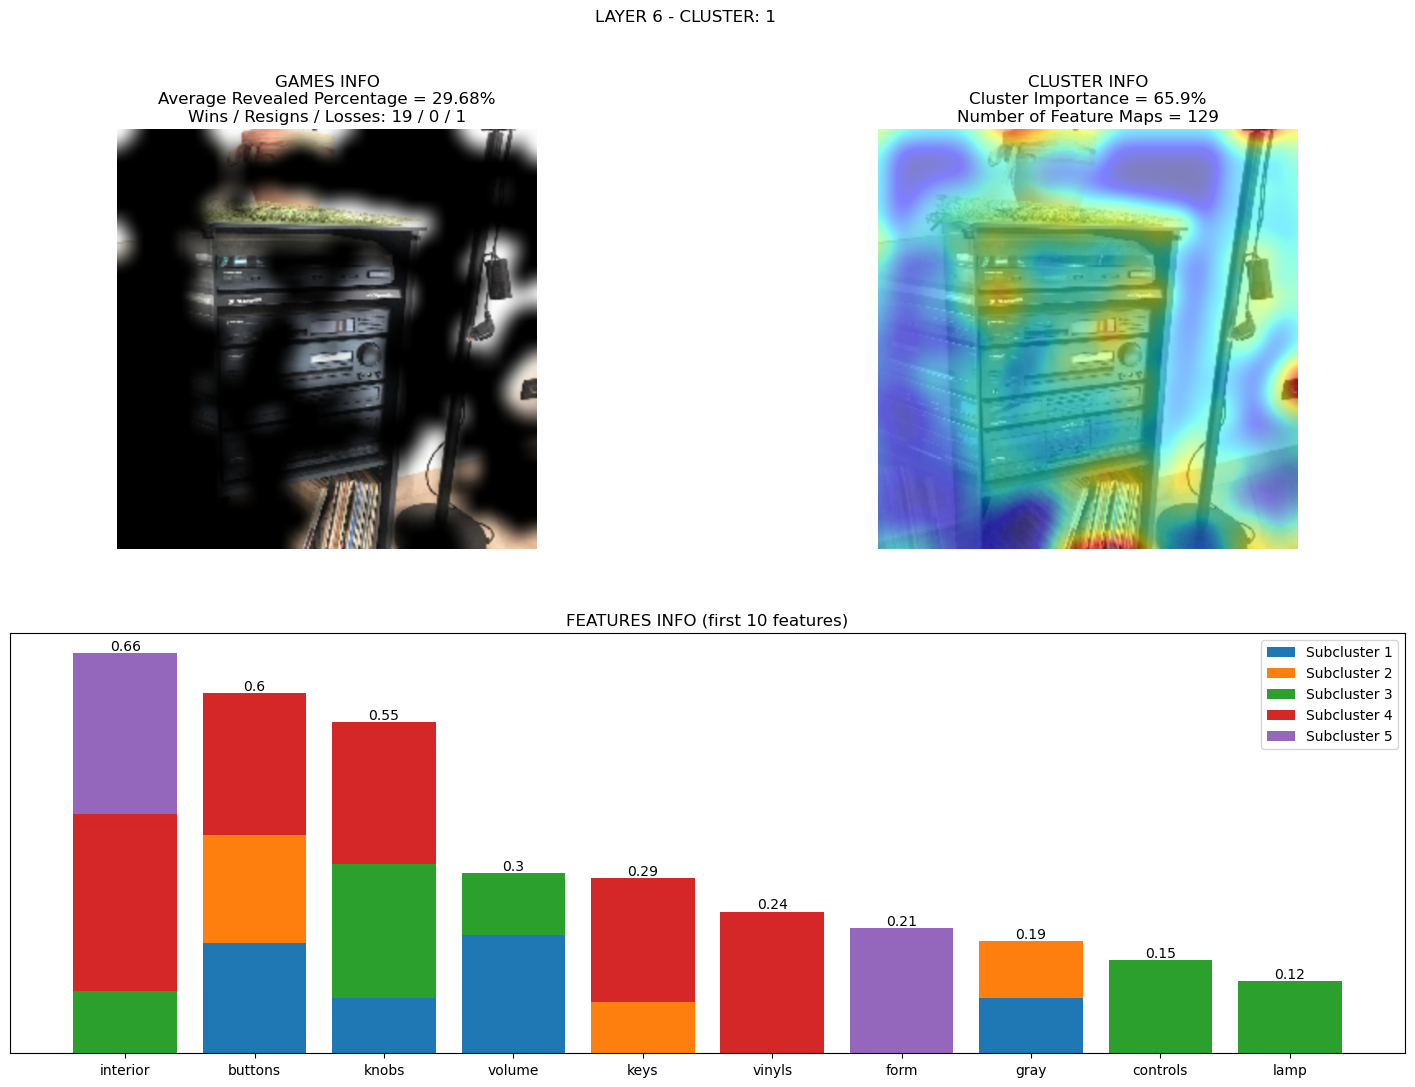 LAYER 6 - CLUSTER: 1
GAMES INFO
Average Revealed Percentage = 29.68%
Wins / Resigns / Losses: 19 / 0 / 1
CLUSTER INFO
Cluster Importance = 65.9%
Number of Feature Maps = 129
FEATURES INFO (first 10 features)
0.66
0.6
0.55
0.3
0.29
0.24
0.21
0.19
0.15
0.12
Subcluster 1
Subcluster 2
Subcluster 3
Subcluster 4
Subcluster 5
interior
buttons
knobs
volume
keys
vinyls
form
gray
controls
lamp